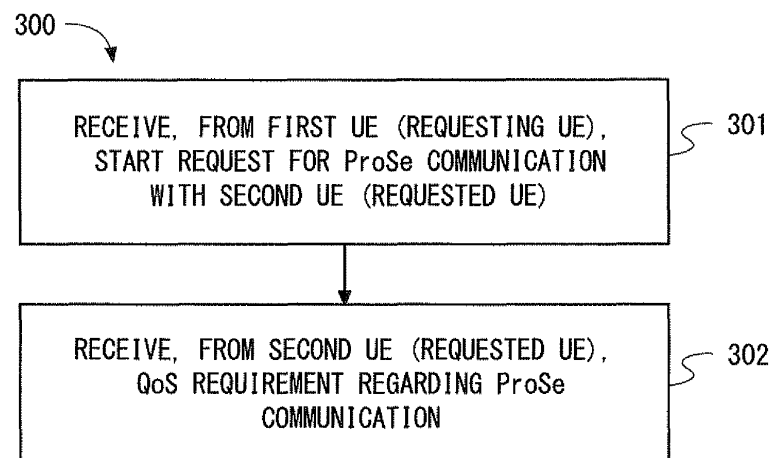 300
RECEIVE, FROM FIRST UE (REQUESTING UE),
START REQUEST FOR ProSe COMMUNICATION
WITH SECOND UE (REQUESTED UE)
301
RECEIVE, FROM SECOND UE (REQUESTED UE),
QoS REQUIREMENT REGARDING ProSe
COMMUNICATION
302